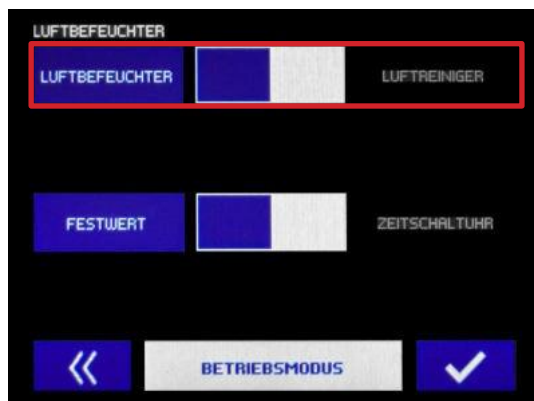 LUFTBEFEUCHTER
LUFTBEFEUCHTER LUFTREINIGER
FESTWERT ZEITSCHALTUHR
BETRIEBSMODUS